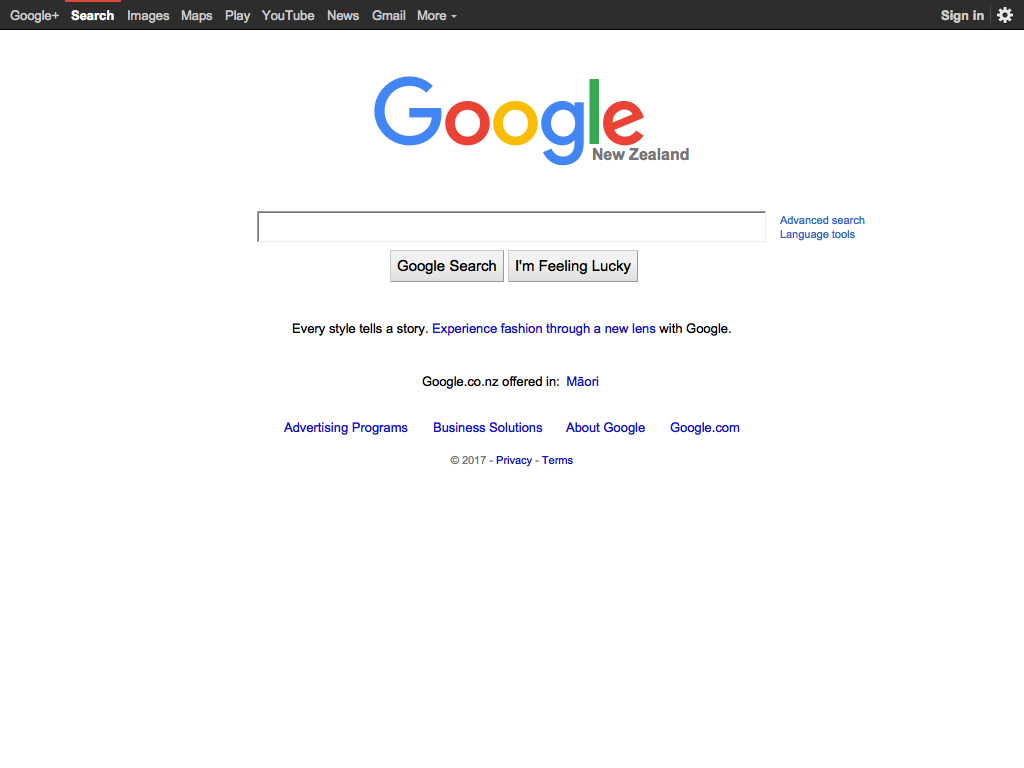 Google+ Search Images Maps Play YouTube News Gmail More Sign in
Google
New Zealand
Advanced search
Language tools
Google Search I'm Feeling Lucky
Every style tells a story. Experience fashion through a new lens with Google.
Google.co.nz offered in: Māori
Advertising Programs Business Solutions About Google Google.com
© 2017 - Privacy - Terms